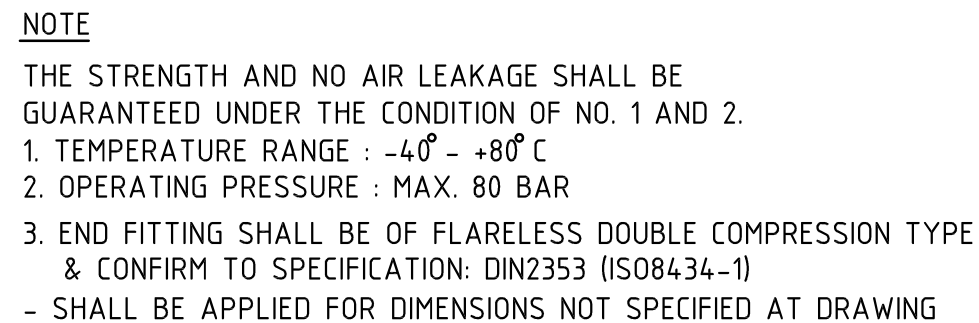 NOTE
THE STRENGTH AND NO AIR LEAKAGE SHALL BE
GUARANTEED UNDER THE CONDITION OF NO. 1 AND 2.
1. TEMPERATURE RANGE : -40° - +80° C
2. OPERATING PRESSURE : MAX. 80 BAR
3. END FITTING SHALL BE OF FLARELESS DOUBLE COMPRESSION TYPE
& CONFIRM TO SPECIFICATION: DIN2353 (ISO8434-1)
- SHALL BE APPLIED FOR DIMENSIONS NOT SPECIFIED AT DRAWING